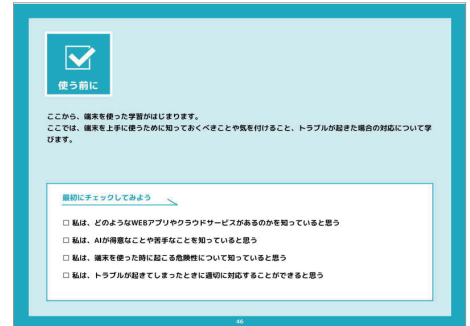 使う前に
ここから、端末を使った学習がはじまります。
ここでは、端末を上手に使うために知っておくべきことや気を付けること、トラブルが起きた場合の対応について学
びます。
最初にチェックしてみよう
□ 私は、どのようなWEBアプリやクラウドサービスがあるのかを知っていると思う
□ 私は、AIが得意なことや苦手なことを知っていると思う
□ 私は、端末を使った時に起こる危険性について知っていると思う
□ 私は、トラブルが起きてしまったときに適切に対応することができると思う
46